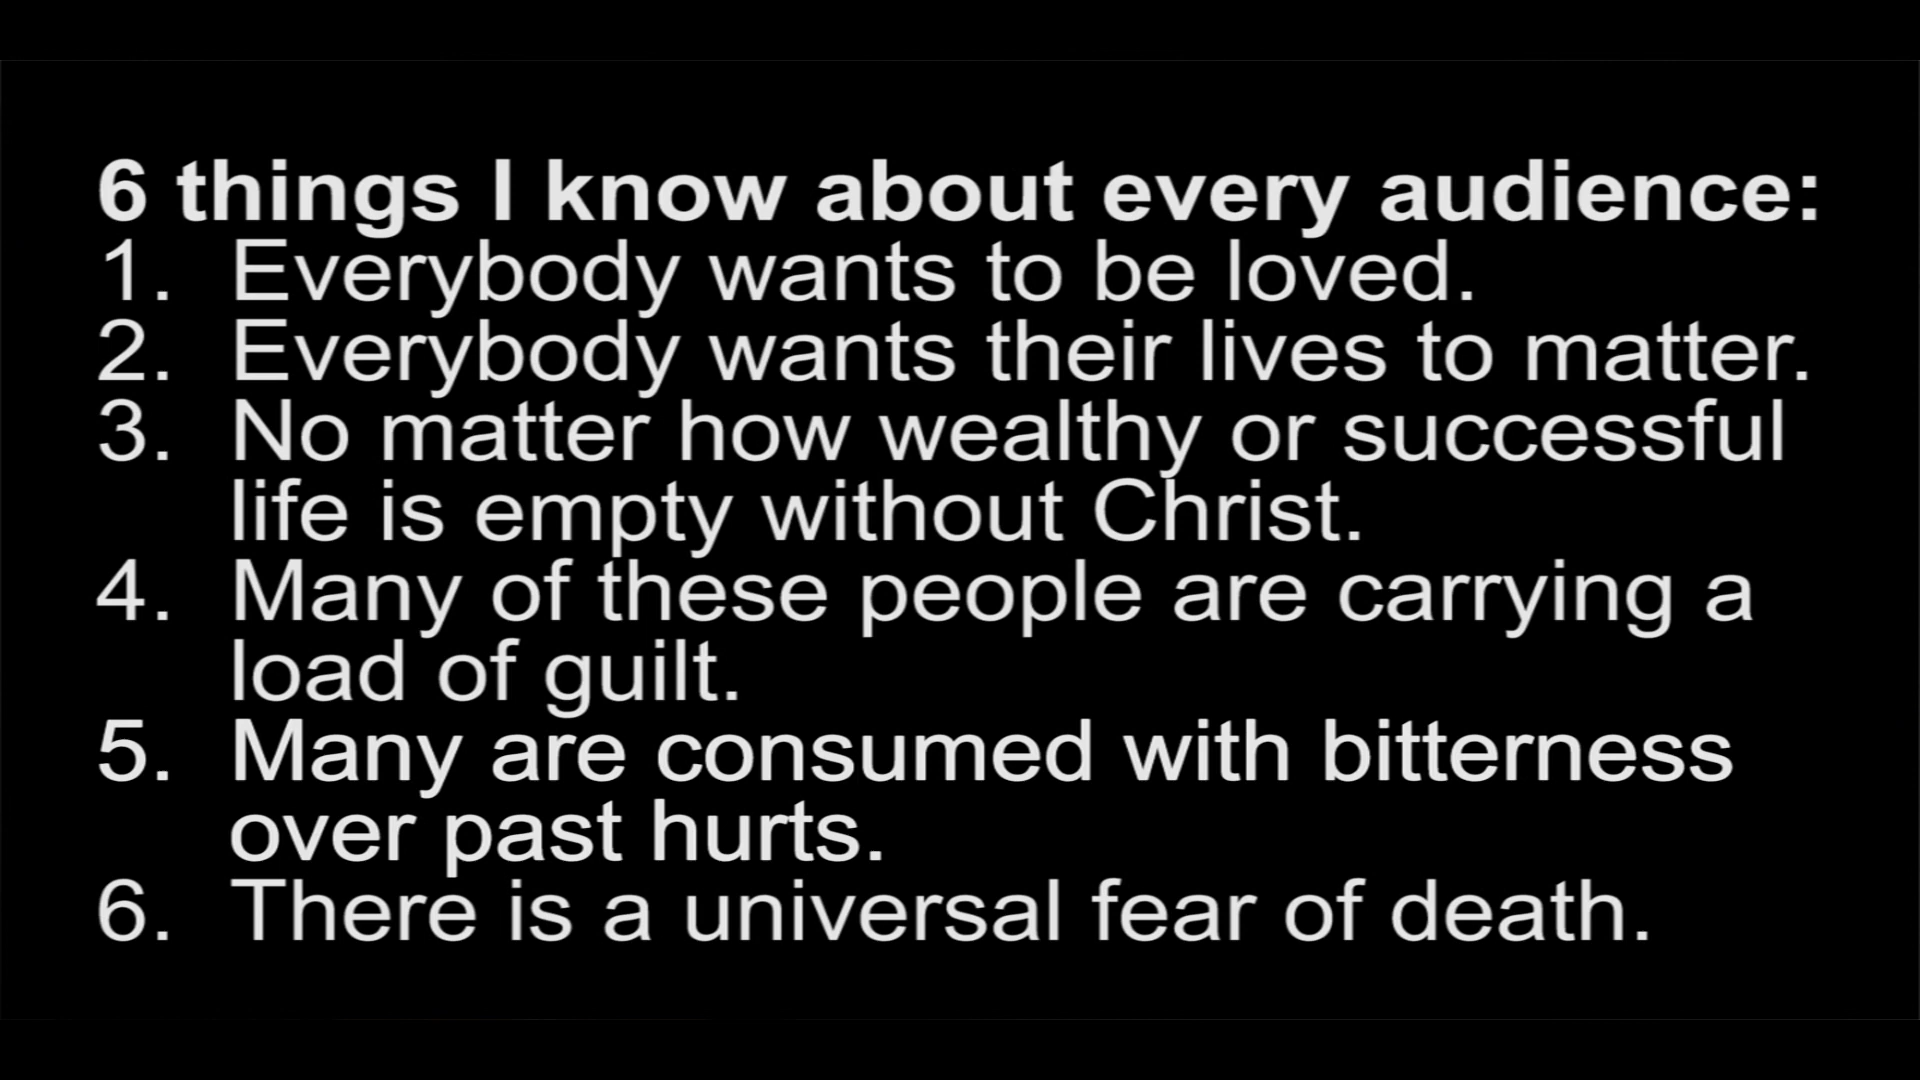 6 things I know about every audience:
1. Everybody wants to be loved.
2. Everybody wants their lives to matter.
3. No matter how wealthy or successful
life is empty without Christ.
4. Many of these people are carrying a
load of guilt.
5. Many are consumed with bitterness
over past hurts.
6. There is a universal fear of death.